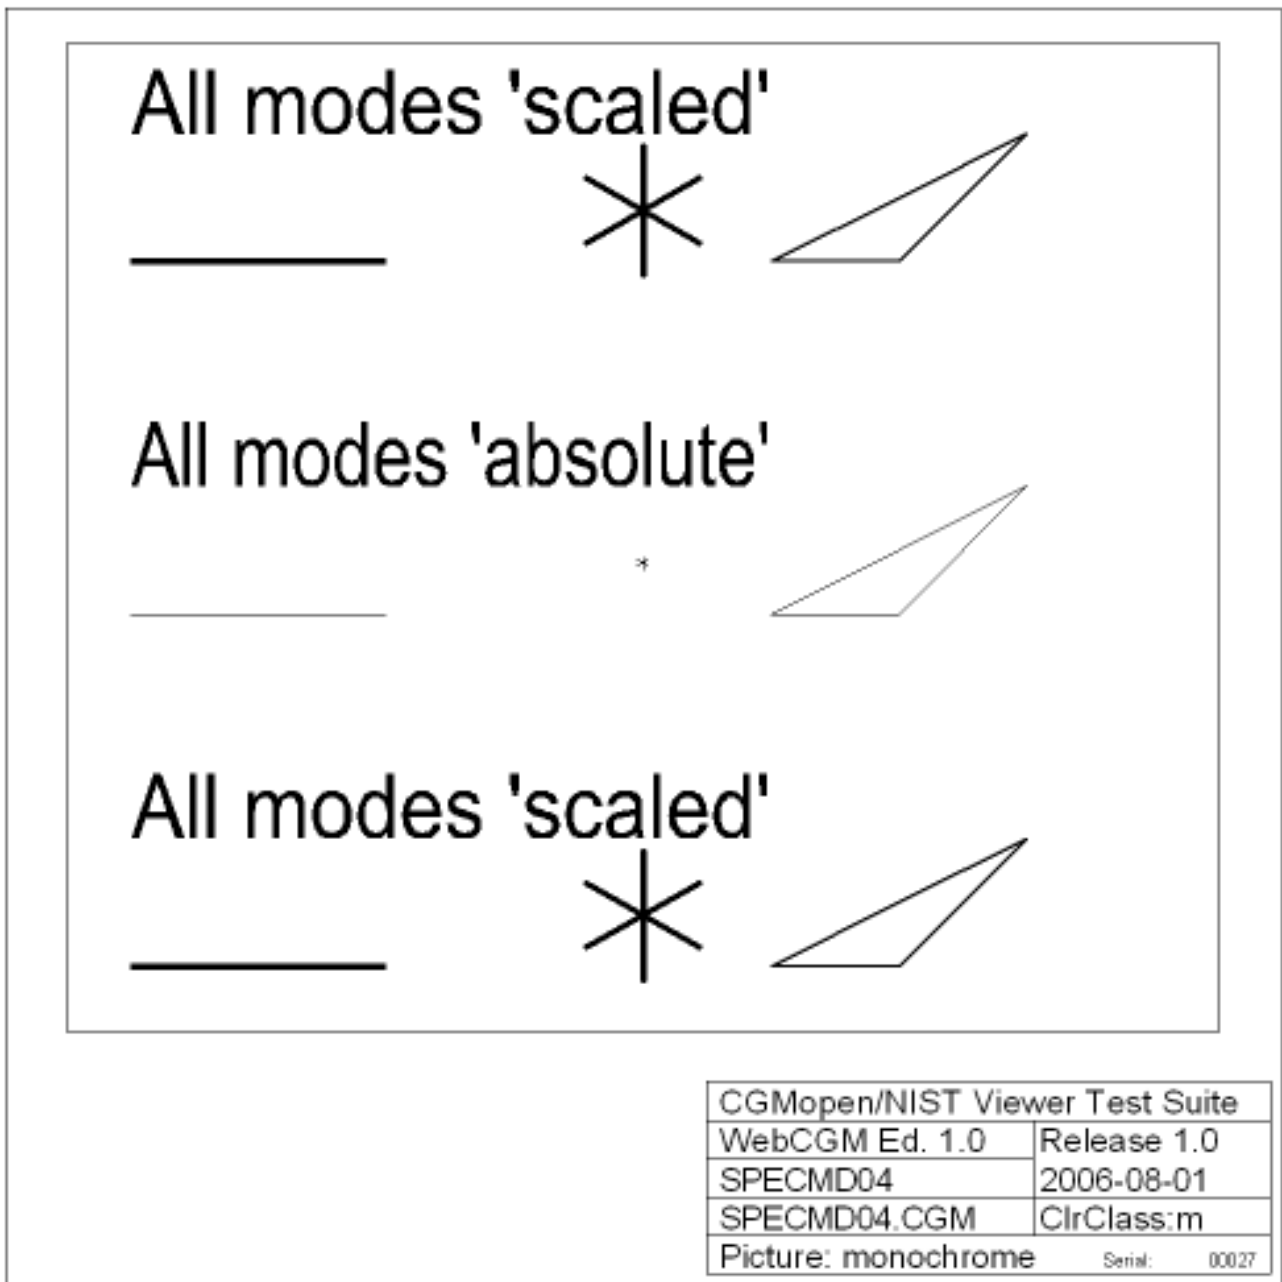 All modes 'scaled'
All modes 'absolute'
All modes 'scaled'
CGMopen/NIST Viewer Test Suite
WebCGM Ed. 1.0 Release 1.0
SPECMD04 2006-08-01
SPECMD04.CGM ClrClass:m
Picture: monochrome Serial: 00027